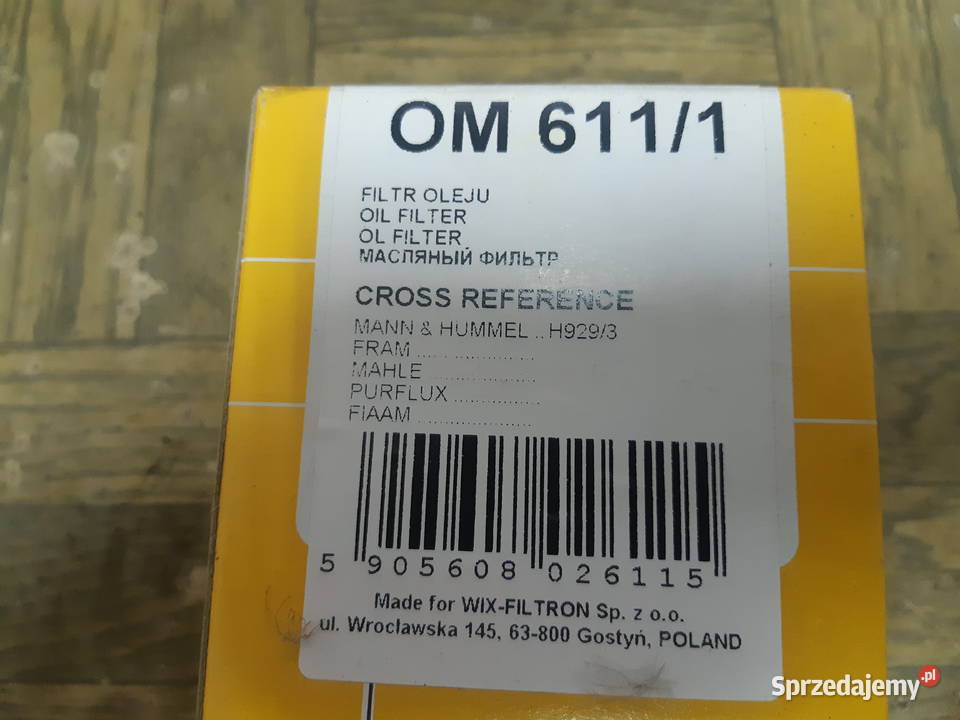 OM 611/1
FILTR OLEJU
OIL FILTER
OL FILTER
МАСЛЯНЫЙ ФИЛЬТР
CROSS REFERENCE
MANN & HUMMEL .. H929/3
FRAM ......................
MAHLE ...................
PURFLUX ................
FIAAM ......................
5 905608 026115
Made for WIX-FILTRON Sp. z o.o.
ul. Wrocławska 145, 63-800 Gostyń, POLAND
Sprzedajemy.pl